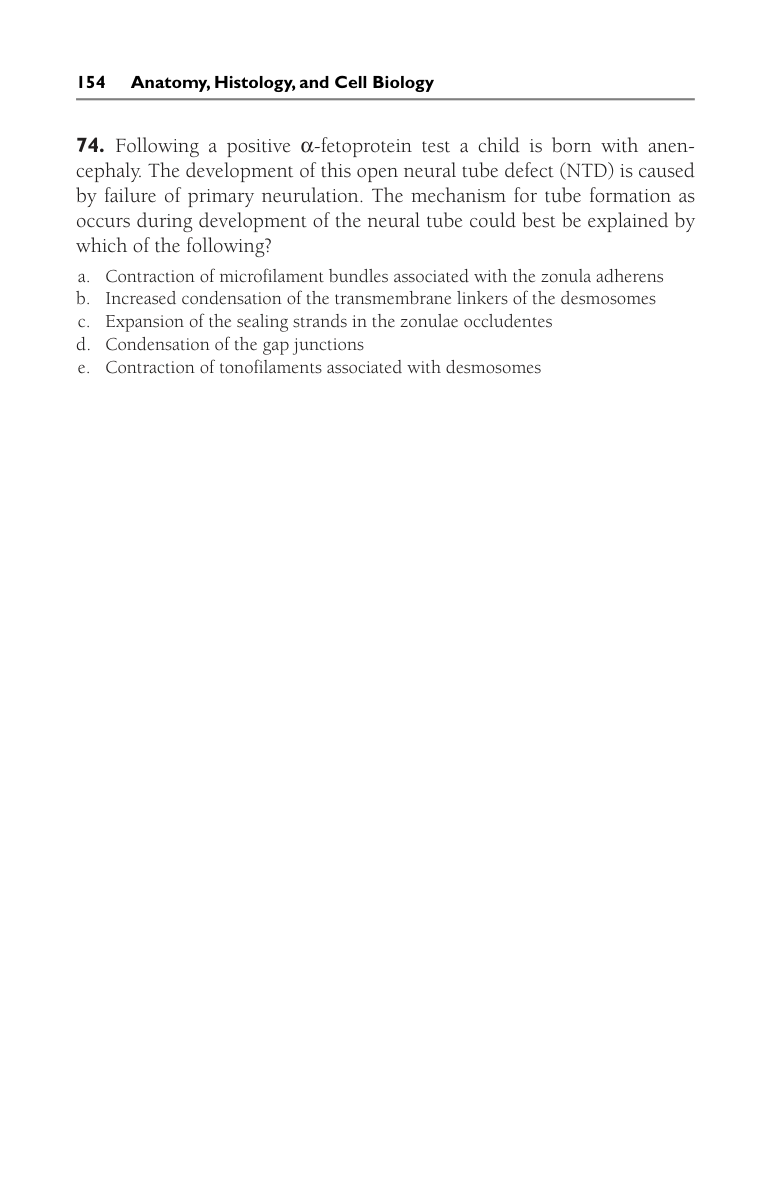 154 Anatomy, Histology, and Cell Biology
74. Following a positive α-fetoprotein test a child is born with anen-
cephaly. The development of this open neural tube defect (NTD) is caused
by failure of primary neurulation. The mechanism for tube formation as
occurs during development of the neural tube could best be explained by
which of the following?
a. Contraction of microfilament bundles associated with the zonula adherens
b. Increased condensation of the transmembrane linkers of the desmosomes
c. Expansion of the sealing strands in the zonulae occludentes
d. Condensation of the gap junctions
e. Contraction of tonofilaments associated with desmosomes